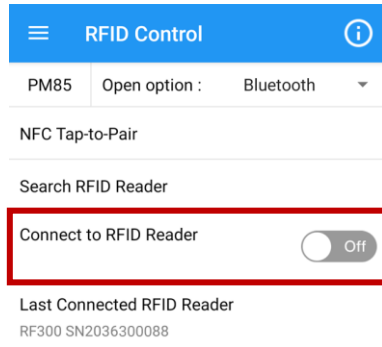 RFID Control
PM85 Open option : Bluetooth
NFC Tap-to-Pair
Search RFID Reader
Connect to RFID Reader Off
Last Connected RFID Reader
RF300 SN2036300088